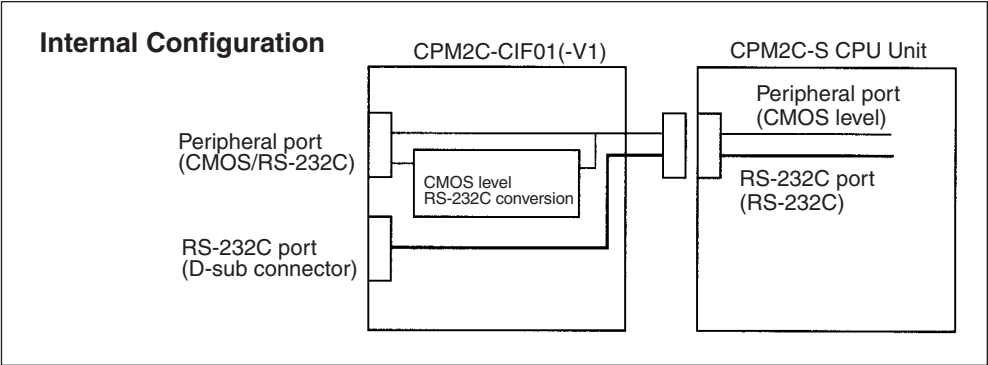 Internal Configuration
CPM2C-CIF01(-V1)
CPM2C-S CPU Unit
Peripheral port
(CMOS/RS-232C)
CMOS level
RS-232C conversion
RS-232C port
(D-sub connector)
Peripheral port
(CMOS level)
RS-232C port
(RS-232C)